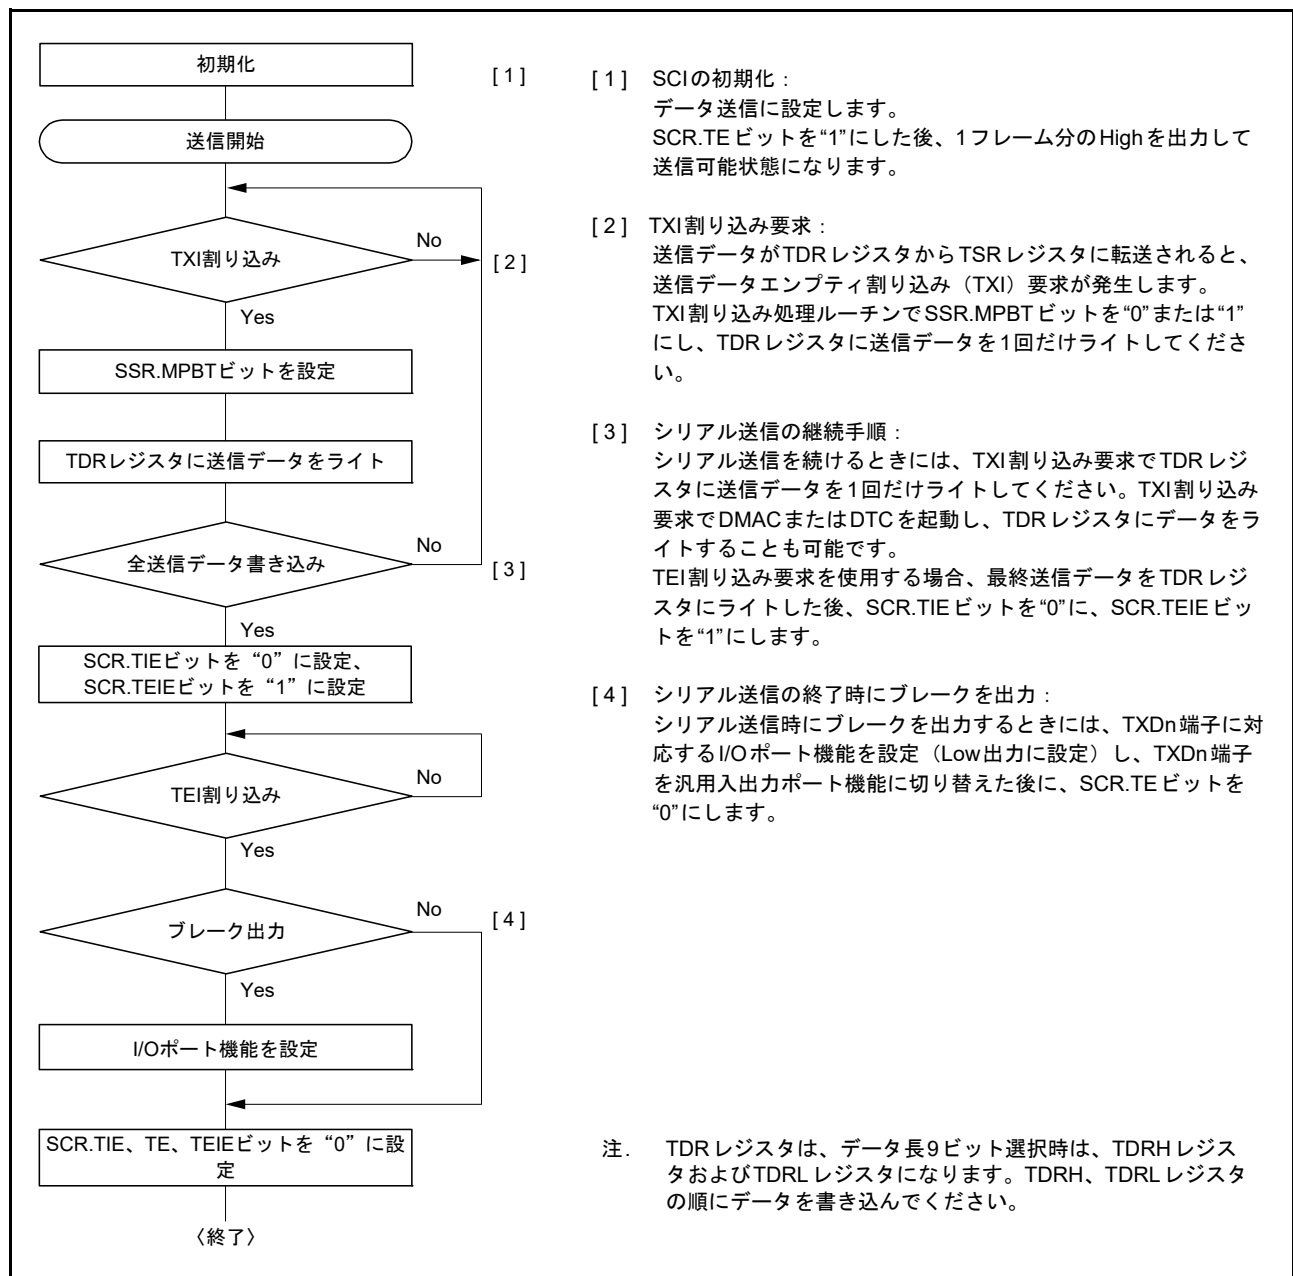 初期化
[ 1 ]
送信開始
TXI割り込み
No
[ 2 ]
Yes
SSR.MPBTビットを設定
TDRレジスタに送信データをライト
全送信データ書き込み
No
[ 3 ]
Yes
SCR.TIEビットを“0”に設定、
SCR.TEIEビットを“1”に設定
TEI割り込み
No
Yes
ブレーク出力
No
[ 4 ]
Yes
I/Oポート機能を設定
SCR.TIE、TE、TEIEビットを“0”に設
定
〈終了〉
[ 1 ] SCIの初期化：
データ送信に設定します。
SCR.TEビットを“1”にした後、1フレーム分のHighを出力して
送信可能状態になります。
[ 2 ] TXI割り込み要求：
送信データがTDRレジスタからTSRレジスタに転送されると、
送信データエンプティ割り込み（TXI）要求が発生します。
TXI割り込み処理ルーチンでSSR.MPBTビットを“0”または“1”
にし、TDRレジスタに送信データを1回だけライトしてくださ
い。
[ 3 ] シリアル送信の継続手順：
シリアル送信を続けるときには、TXI割り込み要求でTDRレジ
スタに送信データを1回だけライトしてください。TXI割り込み
要求でDMACまたはDTCを起動し、TDRレジスタにデータをラ
イトすることも可能です。
TEI割り込み要求を使用する場合、最終送信データをTDRレジ
スタにライトした後、SCR.TIEビットを“0”に、SCR.TEIEビッ
トを“1”にします。
[ 4 ] シリアル送信の終了時にブレークを出力：
シリアル送信時にブレークを出力するときには、TXDn端子に対
応するI/Oポート機能を設定（Low出力に設定）し、TXDn端子
を汎用入出力ポート機能に切り替えた後に、SCR.TEビットを
“0”にします。
注. TDRレジスタは、データ長9ビット選択時は、TDRHレジス
タおよびTDRLレジスタになります。TDRH、TDRLレジスタ
の順にデータを書き込んでください。